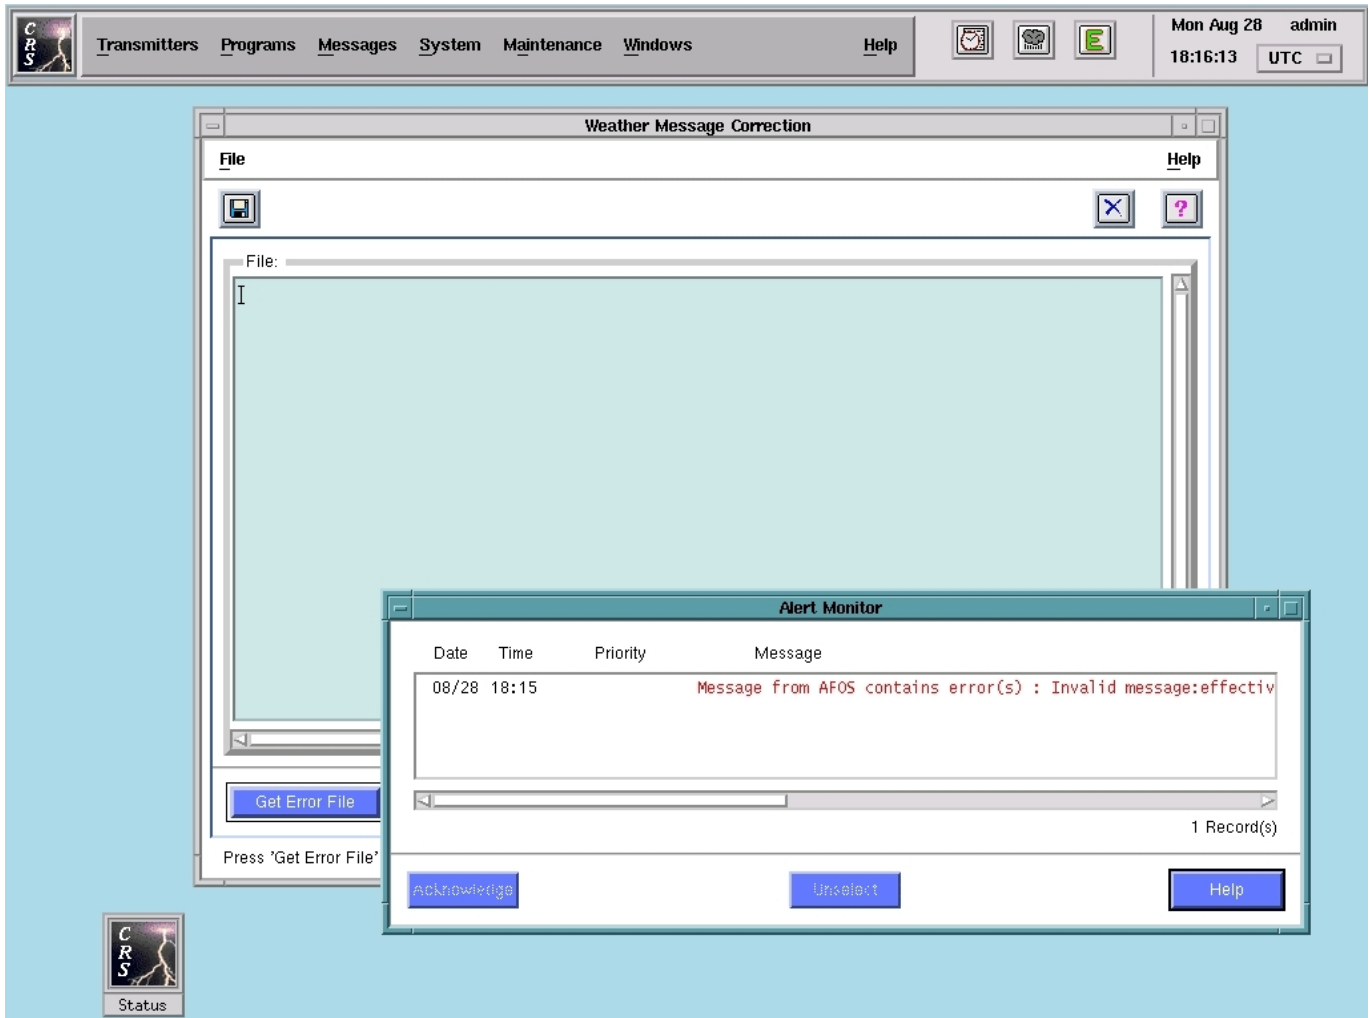 CRS
Transmitters Programs Messages System Maintenance Windows Help
E
Mon Aug 28 admin
18:16:13 UTC
Weather Message Correction
File Help
?
File:
Alert Monitor
Date Time Priority Message
08/28 18:15 Message from AFOS contains error(s) : Invalid message:effectiv
1 Record(s)
Get Error File
Press 'Get Error File'
Acknowledge Unselect Help
CRS
Status